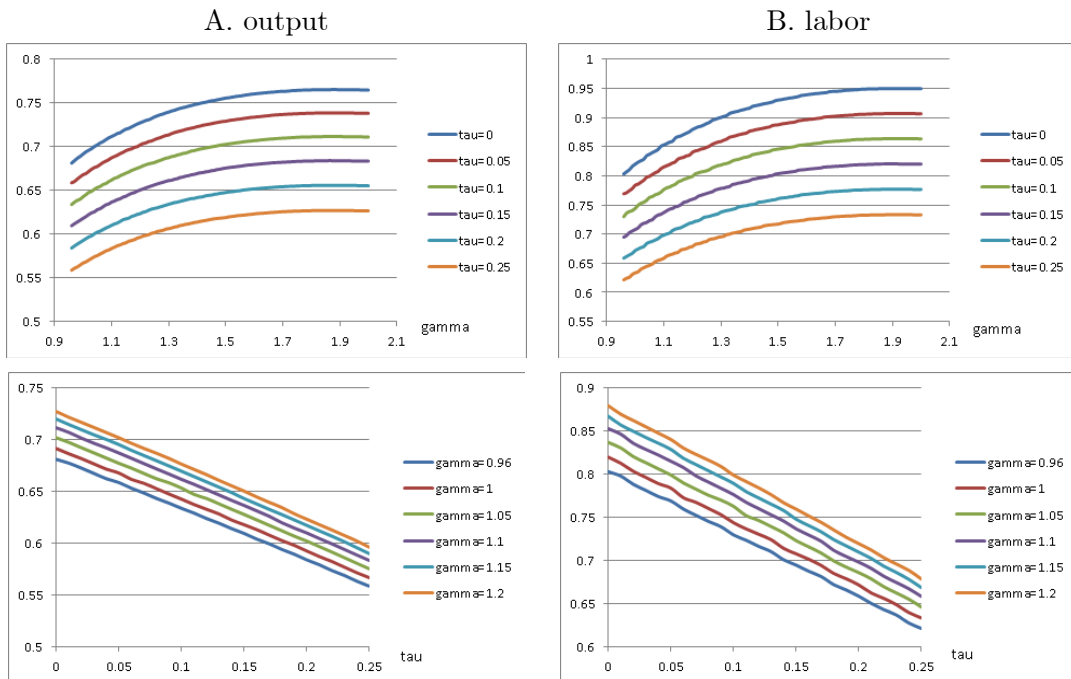 A. output
B. labor
0.8
0.75
0.7
0.65
0.6
0.55
0.5
0.9 1.1 1.3 1.5 1.7 1.9 2.1
gamma
tau=0
tau=0.05
tau=0.1
tau=0.15
tau=0.2
tau=0.25
1
0.95
0.9
0.85
0.8
0.75
0.7
0.65
0.6
0.55
0.9 1.1 1.3 1.5 1.7 1.9 2.1
gamma
tau=0
tau=0.05
tau=0.1
tau=0.15
tau=0.2
tau=0.25
0.75
0.7
0.65
0.6
0.55
0.5
0 0.05 0.1 0.15 0.2 0.25
tau
gamma=0.96
gamma=1
gamma=1.05
gamma=1.1
gamma=1.15
gamma=1.2
0.9
0.85
0.8
0.75
0.7
0.65
0.6
0 0.05 0.1 0.15 0.2 0.25
tau
gamma=0.96
gamma=1
gamma=1.05
gamma=1.1
gamma=1.15
gamma=1.2